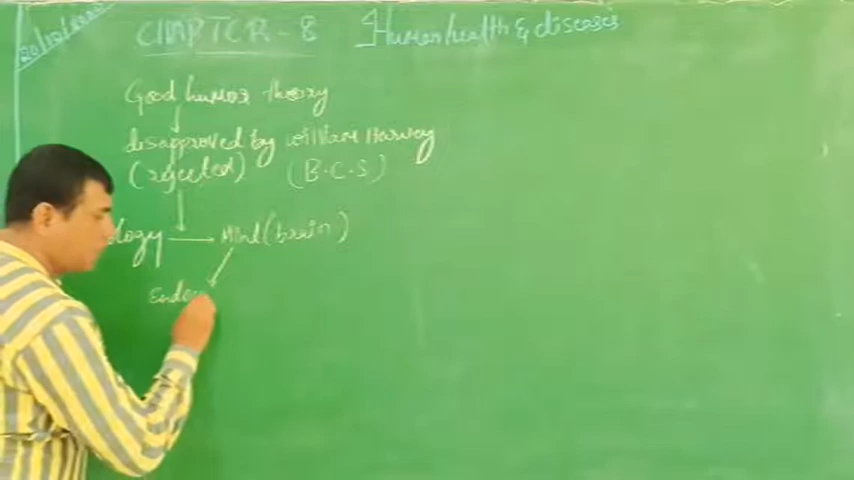 CHAPTER - 8 Human health & diseases
Good humor theory
disapproved by william Harvey
(rejected) (B.C.S)
logy Mind (brain)
Endo